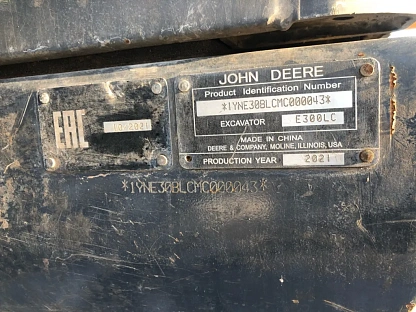 EAC
JOHN DEERE
Product Identification Number
*1YNE30BLCMC000043*
EXCAVATOR E300LC
MADE IN CHINA
DEERE & COMPANY, MOLINE, ILLINOIS, USA
PRODUCTION YEAR 2021
*1YNE30BLCMC000043*